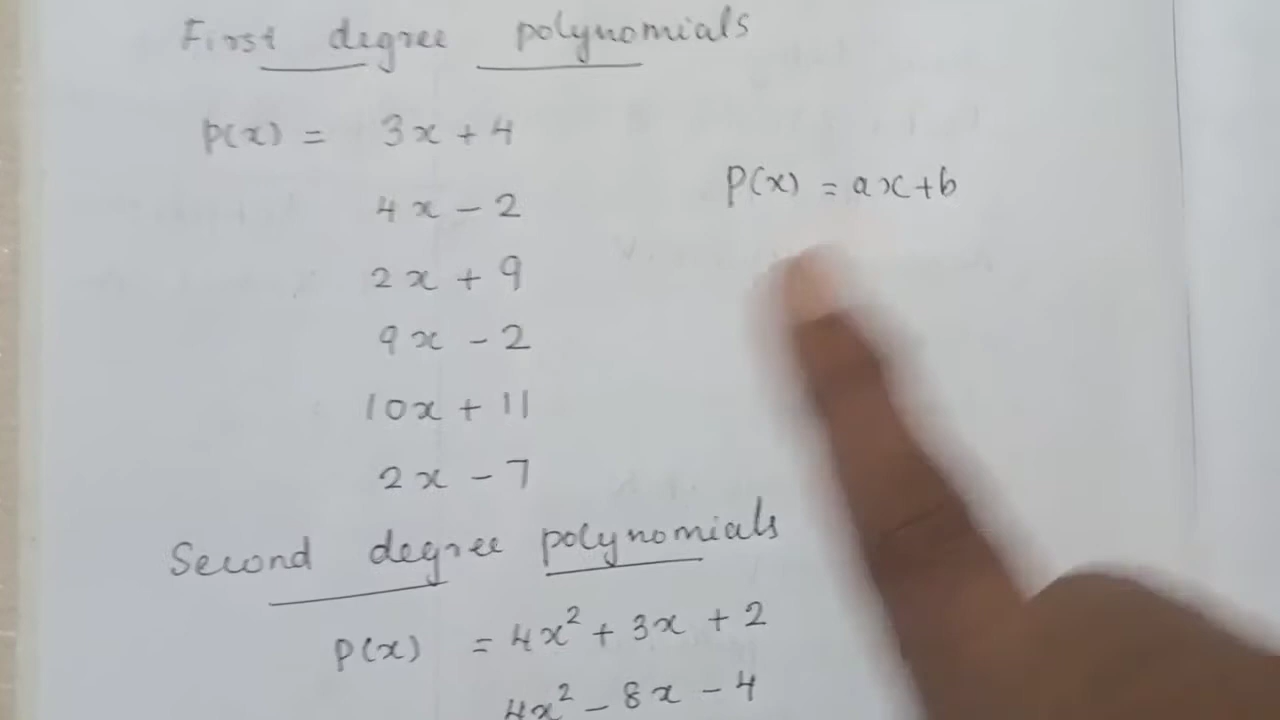 First degree polynomials
p(x) = 3x + 4
P(x) = ax+b
4x - 2
2x + 9
9x - 2
10x + 11
2x - 7
Second degree polynomials
p(x) = 4x² + 3x + 2
4x² - 8x - 4